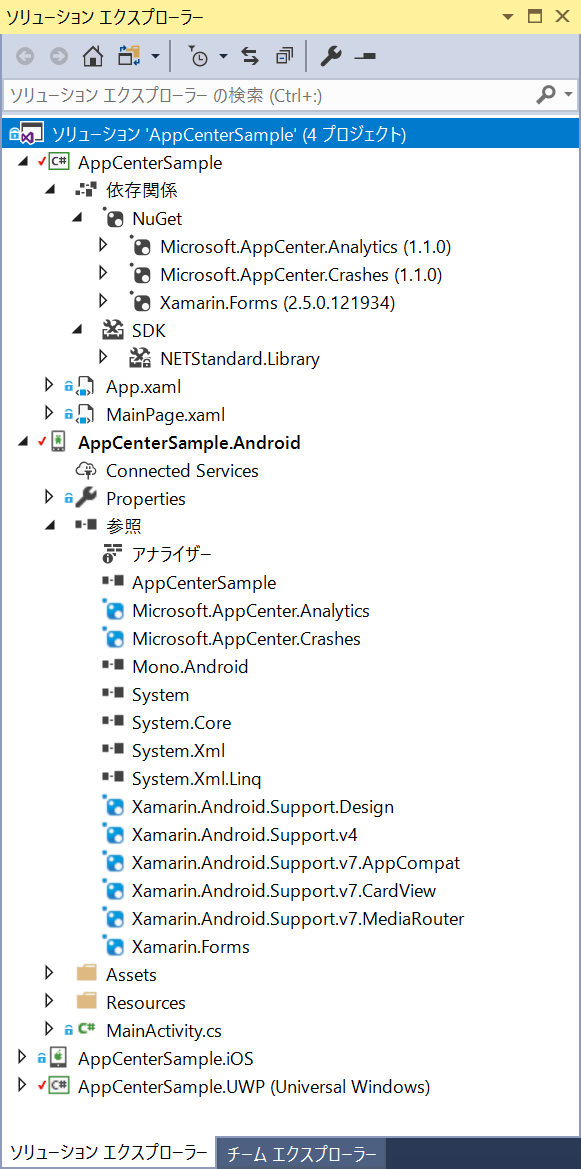 ソリューション エクスプローラー
ソリューション エクスプローラー の検索 (Ctrl+:)
ソリューション 'AppCenterSample' (4 プロジェクト)
C# AppCenterSample
依存関係
NuGet
Microsoft.AppCenter.Analytics (1.1.0)
Microsoft.AppCenter.Crashes (1.1.0)
Xamarin.Forms (2.5.0.121934)
SDK
NETStandard.Library
App.xaml
MainPage.xaml
AppCenterSample.Android
Connected Services
Properties
参照
アナライザー
AppCenterSample
Microsoft.AppCenter.Analytics
Microsoft.AppCenter.Crashes
Mono.Android
System
System.Core
System.Xml
System.Xml.Linq
Xamarin.Android.Support.Design
Xamarin.Android.Support.v4
Xamarin.Android.Support.v7.AppCompat
Xamarin.Android.Support.v7.CardView
Xamarin.Android.Support.v7.MediaRouter
Xamarin.Forms
Assets
Resources
C# MainActivity.cs
AppCenterSample.iOS
C# AppCenterSample.UWP (Universal Windows)
ソリューション エクスプローラー チーム エクスプローラー